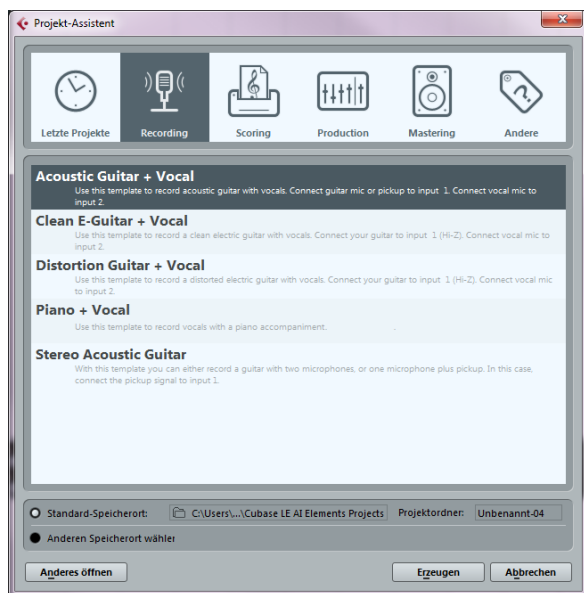 Projekt-Assistent
Letzte Projekte
Recording
Scoring
Production
Mastering
Andere
Acoustic Guitar + Vocal
Use this template to record acoustic guitar with vocals. Connect guitar mic or pickup to input 1. Connect vocal mic to
input 2.
Clean E-Guitar + Vocal
Use this template to record a clean electric guitar with vocals. Connect your guitar to input 1 (Hi-Z). Connect vocal mic to
input 2.
Distortion Guitar + Vocal
Use this template to record a distorted electric guitar with vocals. Connect your guitar to input 1 (Hi-Z). Connect vocal mic
to input 2.
Piano + Vocal
Use this template to record vocals with a piano accompaniment. .
Stereo Acoustic Guitar
With this template you can either record a guitar with two microphones, or one microphone plus pickup. In this case,
connect the pickup signal to input 1.
Standard-Speicherort:
C:\Users\...\Cubase LE AI Elements Projects
Projektordner:
Unbenannt-04
Anderen Speicherort wähler
Anderes öffnen
Erzeugen
Abbrechen